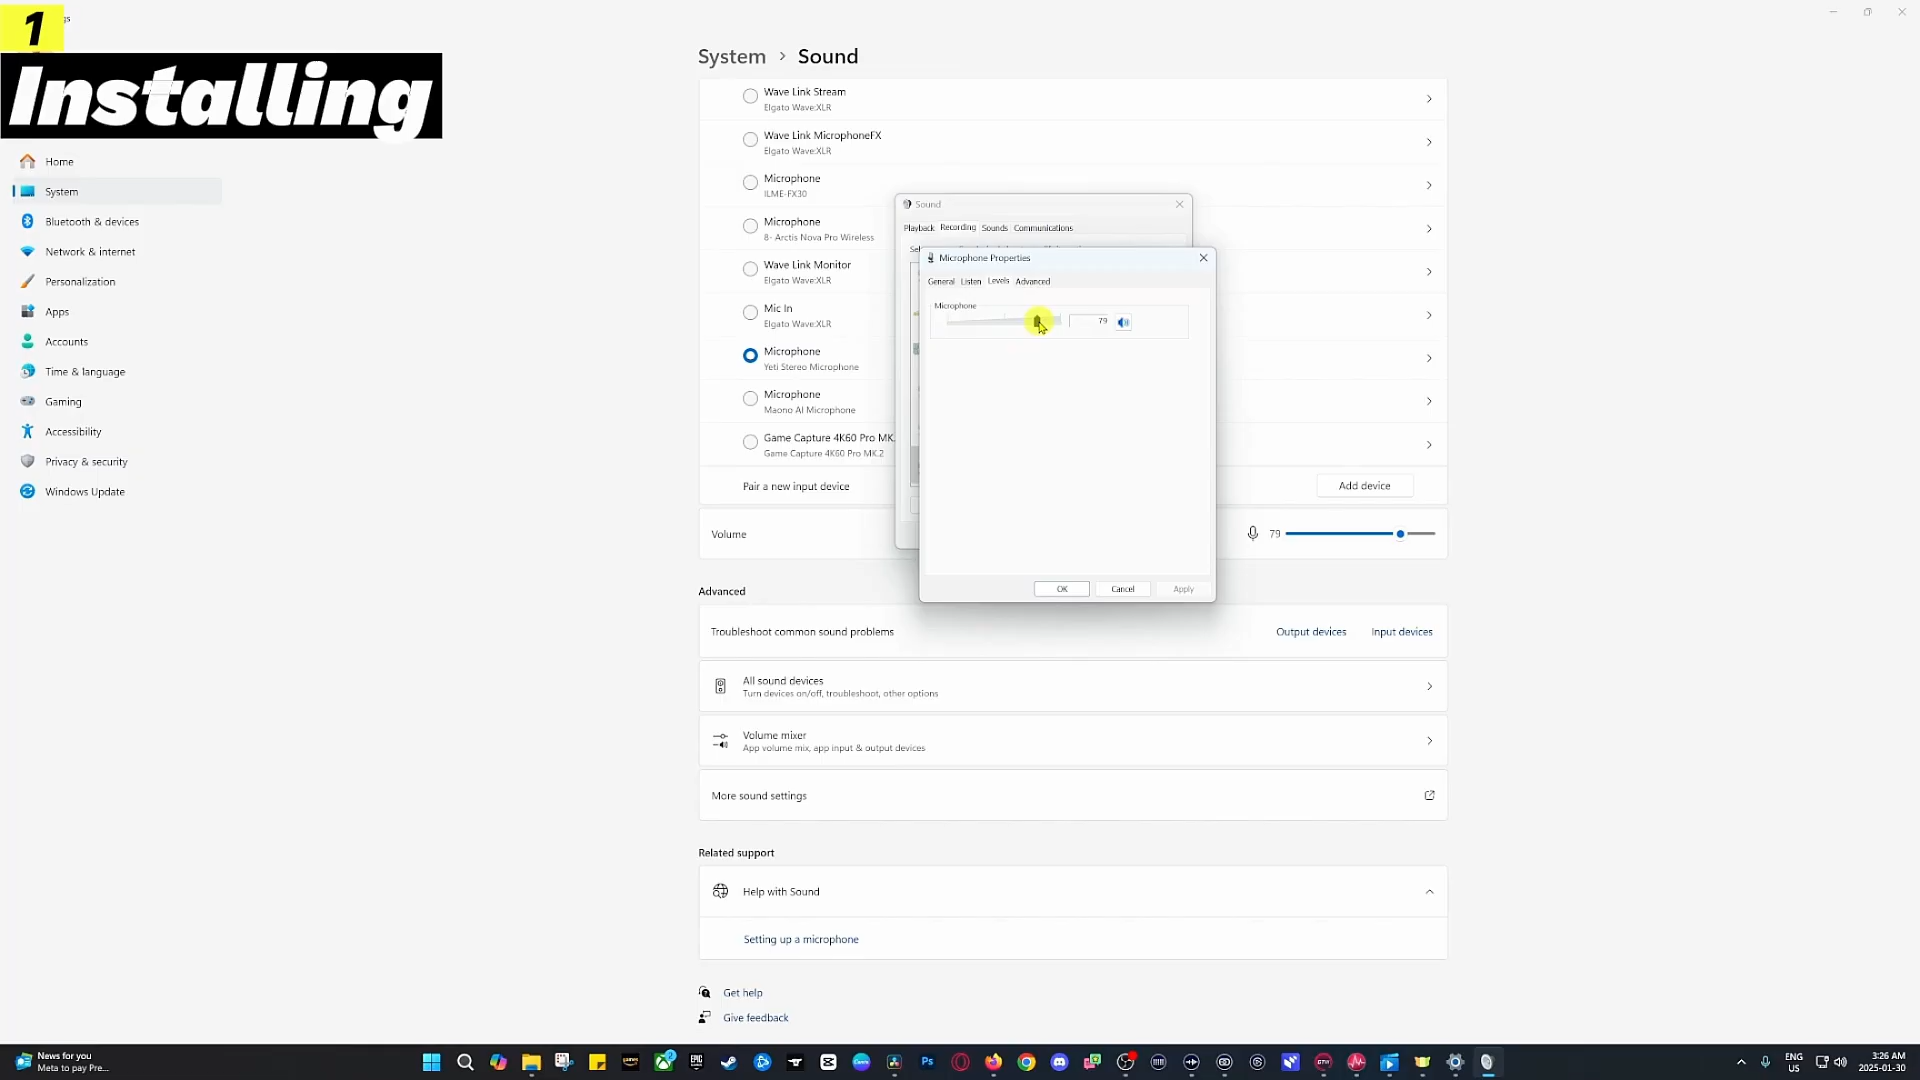 1
gs
Installing
System > Sound
Wave Link Stream
Elgato Wave:XLR
Wave Link MicrophoneFX
Elgato Wave:XLR
Microphone
ILME-FX30
Microphone
8- Arctis Nova Pro Wireless
Wave Link Monitor
Elgato Wave:XLR
Mic In
Elgato Wave:XLR
Microphone
Yeti Stereo Microphone
Microphone
Maono AI Microphone
Game Capture 4K60 Pro MK.
Game Capture 4K60 Pro MK.2
Pair a new input device
Add device
Volume
79
Home
System
Bluetooth & devices
Network & internet
Personalization
Apps
Accounts
Time & language
Gaming
Accessibility
Privacy & security
Windows Update
Sound
Playback Recording Sounds Communications
Sel
Microphone Properties
General Listen Levels Advanced
Microphone
79
OK Cancel Apply
Advanced
Troubleshoot common sound problems
Output devices Input devices
All sound devices
Turn devices on/off, troubleshoot, other options
Volume mixer
App volume mix, app input & output devices
More sound settings
Related support
Help with Sound
Setting up a microphone
Get help
Give feedback
News for you
Meta to pay Pre...
Ps
ENG
US
3:26 AM
2025-01-30